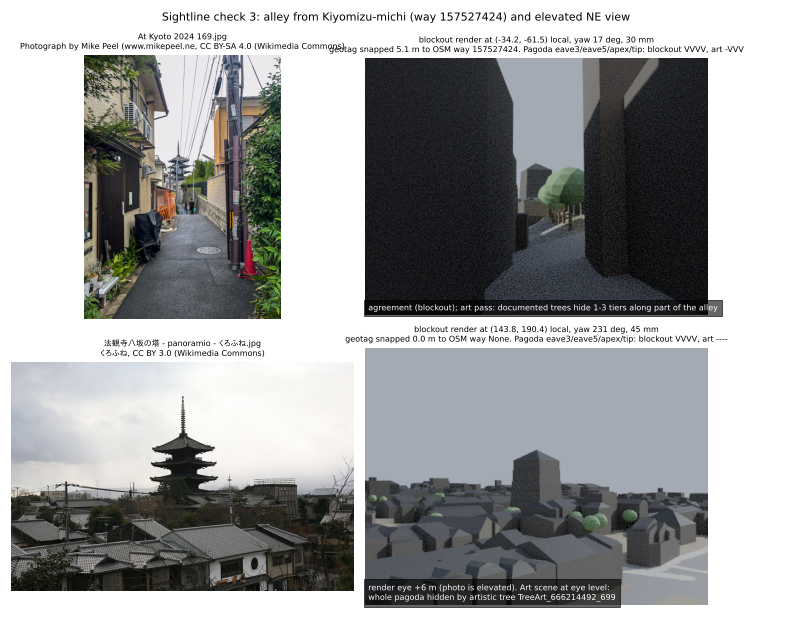 Sightline check 3: alley from Kiyomizu-michi (way 157527424) and elevated NE view
At Kyoto 2024 169.jpg
Photograph by Mike Peel (www.mikepeel.ne, CC BY-SA 4.0 (Wikimedia Commons)
blockout render at (-34.2, -61.5) local, yaw 17 deg, 30 mm
geotag snapped 5.1 m to OSM way 157527424. Pagoda eave3/eave5/apex/tip: blockout VVVV, art -VVV
agreement (blockout); art pass: documented trees hide 1-3 tiers along part of the alley
法観寺八坂の塔 - panoramio - くろふね.jpg
くろふね, CC BY 3.0 (Wikimedia Commons)
blockout render at (143.8, 190.4) local, yaw 231 deg, 45 mm
geotag snapped 0.0 m to OSM way None. Pagoda eave3/eave5/apex/tip: blockout VVVV, art ----
render eye +6 m (photo is elevated). Art scene at eye level:
whole pagoda hidden by artistic tree TreeArt_666214492_699